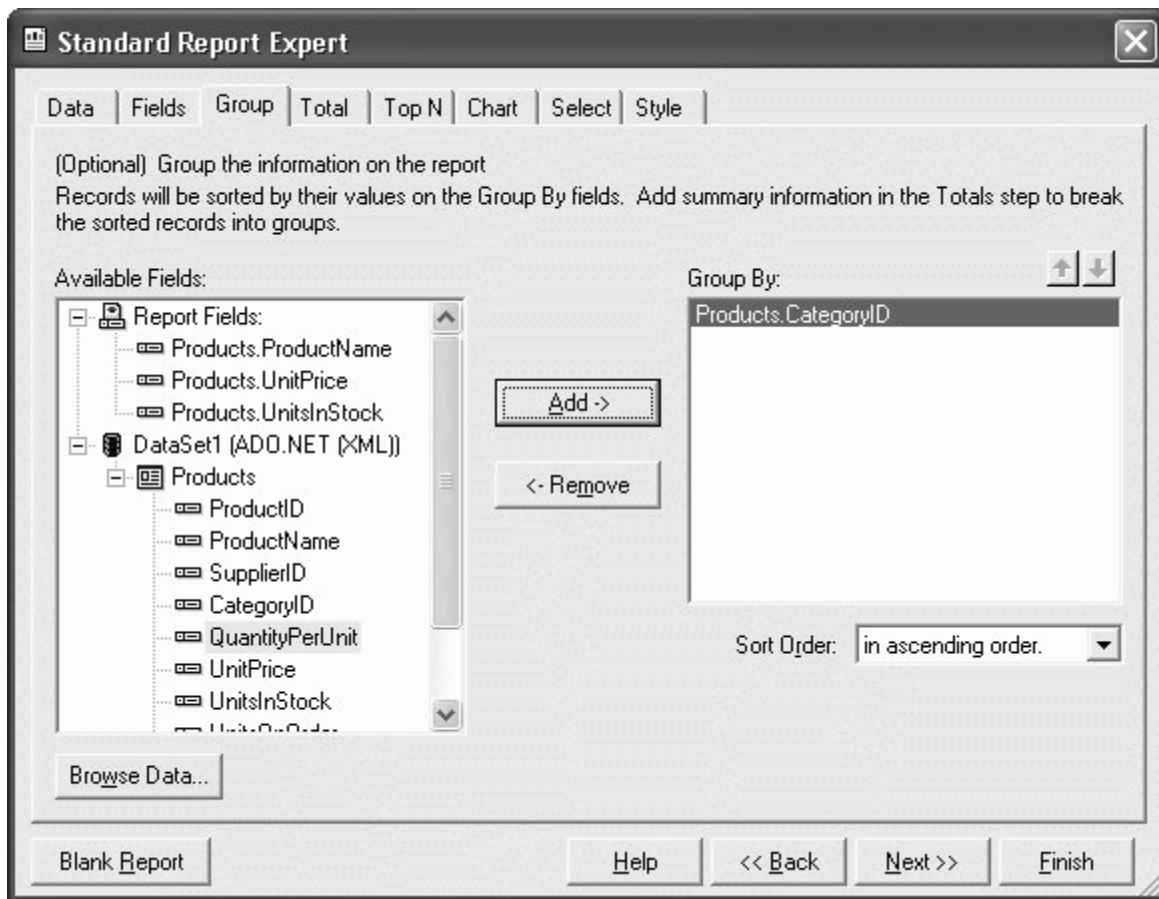 Standard Report Expert
Data Fields Group Total Top N Chart Select Style
(Optional) Group the information on the report
Records will be sorted by their values on the Group By fields. Add summary information in the Totals step to break
the sorted records into groups.
Available Fields:
Report Fields:
Products.ProductName
Products.UnitPrice
Products.UnitsInStock
DataSet1 (ADO.NET (XML))
Products
ProductID
ProductName
SupplierID
CategoryID
QuantityPerUnit
UnitPrice
UnitsInStock
Add ->
<- Remove
Group By:
Products.CategoryID
Sort Order: in ascending order.
Browse Data...
Blank Report Help << Back Next >> Finish